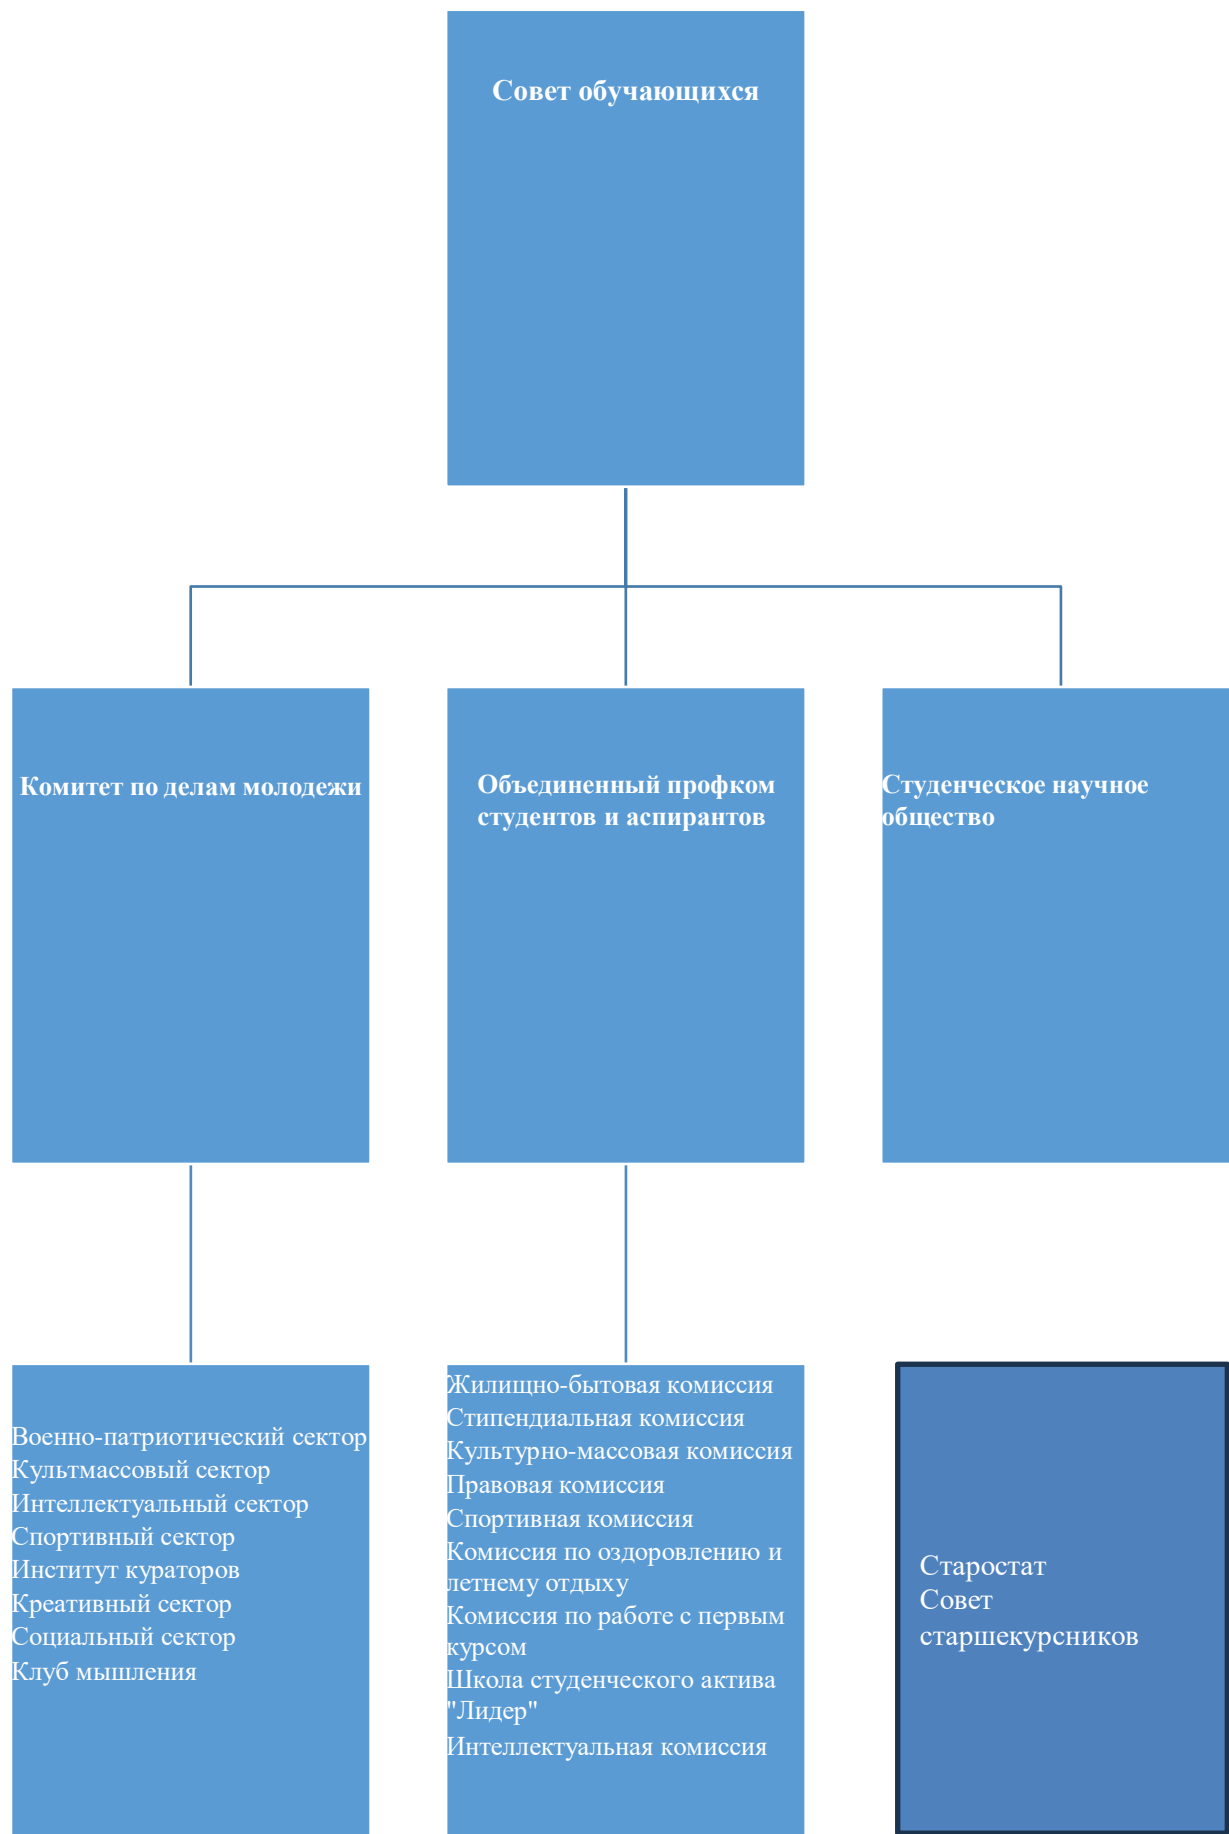 Совет обучающихся
Комитет по делам молодежи
Объединенный профком
студентов и аспирантов
Студенческое научное
общество
Военно-патриотический сектор
Культмассовый сектор
Интеллектуальный сектор
Спортивный сектор
Институт кураторов
Креативный сектор
Социальный сектор
Клуб мышления
Жилищно-бытовая комиссия
Стипендиальная комиссия
Культурно-массовая комиссия
Правовая комиссия
Спортивная комиссия
Комиссия по оздоровлению и
летнему отдыху
Комиссия по работе с первым
курсом
Школа студенческого актива
"Лидер"
Интеллектуальная комиссия
Старостат
Совет
старшекурсников